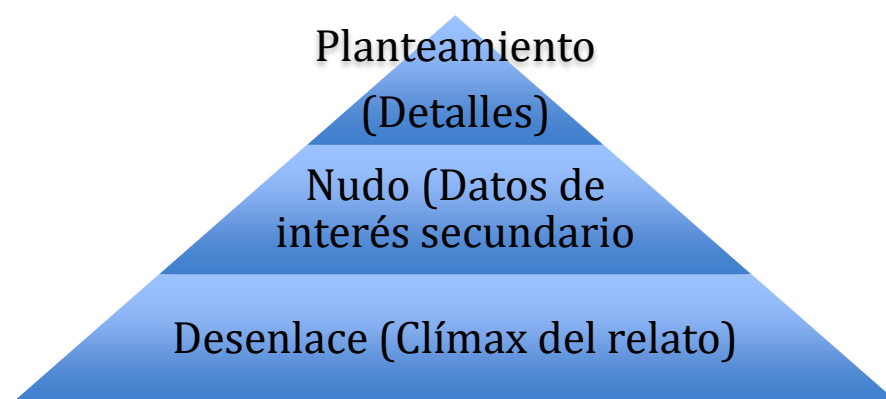 Planteamiento
(Detalles)
Nudo (Datos de
interés secundario
Desenlace (Clímax del relato)